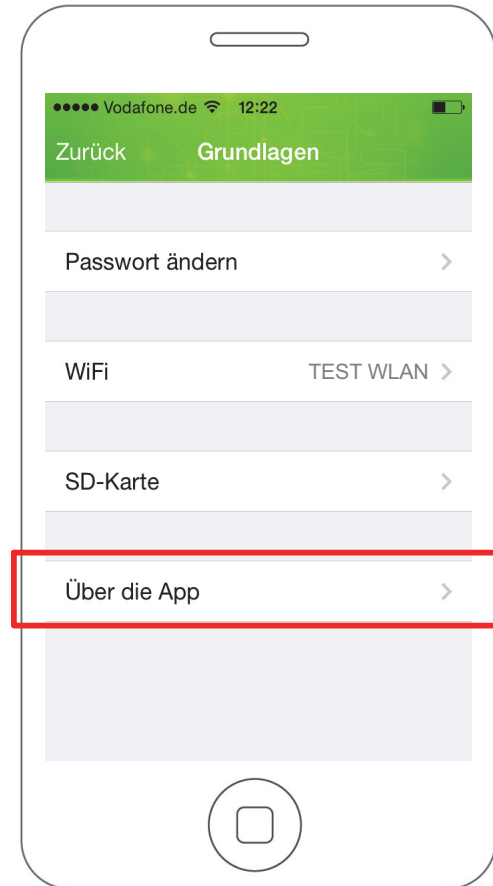 Vodafone.de 12:22
Zurück Grundlagen
Passwort ändern
WiFi TEST WLAN
SD-Karte
Über die App